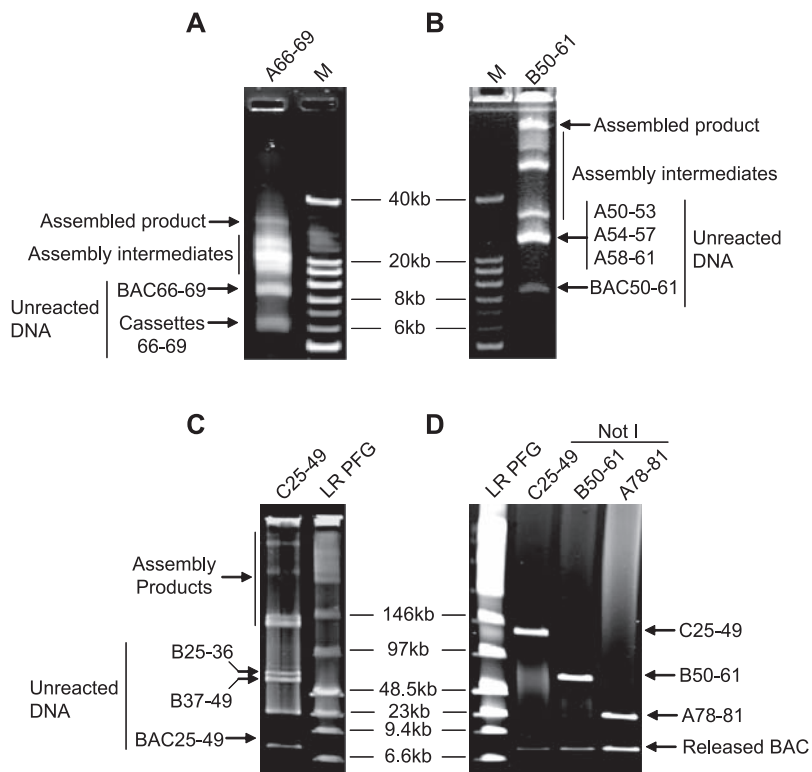 A
B
A66-69
M
M
B50-61
Assembled product
Assembly intermediates
Unreacted
DNA
BAC66-69
Cassettes
66-69
40kb
20kb
8kb
6kb
Assembled product
Assembly intermediates
A50-53
A54-57
A58-61
Unreacted
DNA
BAC50-61
C
D
C25-49
LR PFG
LR PFG
C25-49
Not I
B50-61
A78-81
Assembly
Products
Unreacted
DNA
B25-36
B37-49
BAC25-49
146kb
97kb
48.5kb
23kb
9.4kb
6.6kb
C25-49
B50-61
A78-81
Released BAC